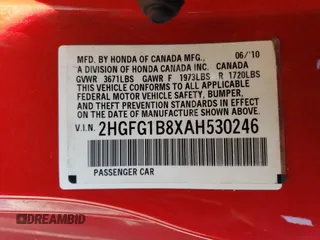 MFD. BY HONDA OF CANADA MFG., 06/'10
A DIVISION OF HONDA CANADA INC. CANADA
GVWR 3671LBS GAWR F 1973LBS R 1720LBS
THIS VEHICLE CONFORMS TO ALL APPLICABLE
FEDERAL MOTOR VEHICLE SAFETY, BUMPER,
AND THEFT PREVENTION STANDARDS IN EFFECT ON
THE DATE OF MANUFACTURE SHOWN ABOVE.
V.I.N. 2HGFG1B8XAH530246
PASSENGER CAR
DREAMBID